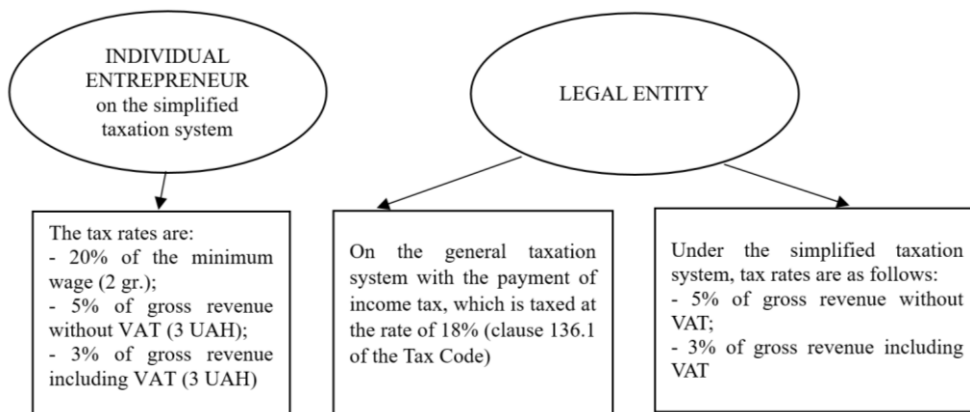 INDIVIDUAL
ENTREPRENEUR
on the simplified
taxation system
LEGAL ENTITY
The tax rates are:
- 20% of the minimum
wage (2 gr.);
- 5% of gross revenue
without VAT (3 UAH);
- 3% of gross revenue
including VAT (3 UAH)
On the general taxation
system with the payment of
income tax, which is taxed at
the rate of 18% (clause 136.1
of the Tax Code)
Under the simplified taxation
system, tax rates are as follows:
- 5% of gross revenue without
VAT;
- 3% of gross revenue including
VAT